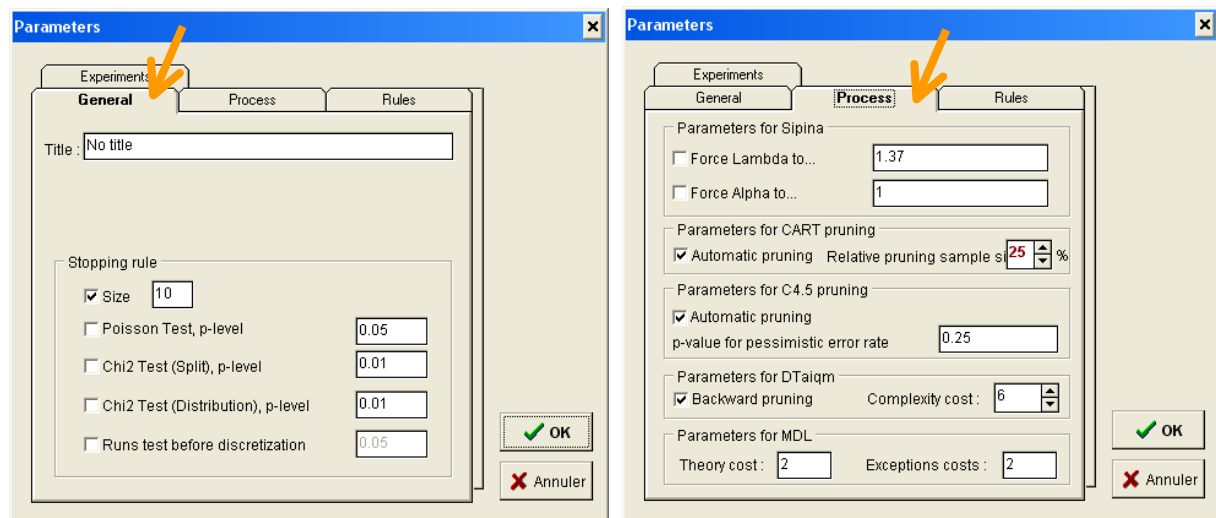 Parameters
Experiments
General Process Rules
Title : No title
Stopping rule
Size 10
Poisson Test, p-level 0.05
Chi2 Test (Split), p-level 0.01
Chi2 Test (Distribution), p-level 0.01
Runs test before discretization 0.05
OK
Annuler
Parameters
Experiments
General Process Rules
Parameters for Sipina
Force Lambda to... 1.37
Force Alpha to... 1
Parameters for CART pruning
Automatic pruning Relative pruning sample si 25 %
Parameters for C4.5 pruning
Automatic pruning
p-value for pessimistic error rate 0.25
Parameters for DTaiqm
Backward pruning Complexity cost : 6
Parameters for MDL
Theory cost : 2 Exceptions costs : 2
OK
Annuler